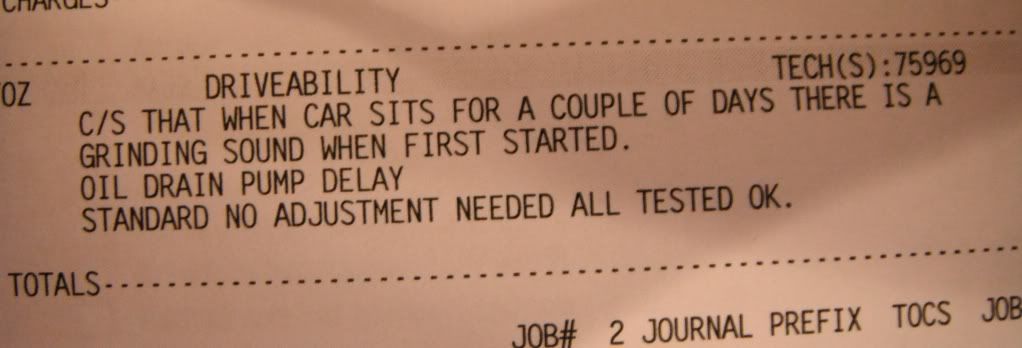 CHARGES
OZ DRIVEABILITY TECH(S):75969
C/S THAT WHEN CAR SITS FOR A COUPLE OF DAYS THERE IS A
GRINDING SOUND WHEN FIRST STARTED.
OIL DRAIN PUMP DELAY
STANDARD NO ADJUSTMENT NEEDED ALL TESTED OK.
TOTALS
JOB# 2 JOURNAL PREFIX TOCS JOB